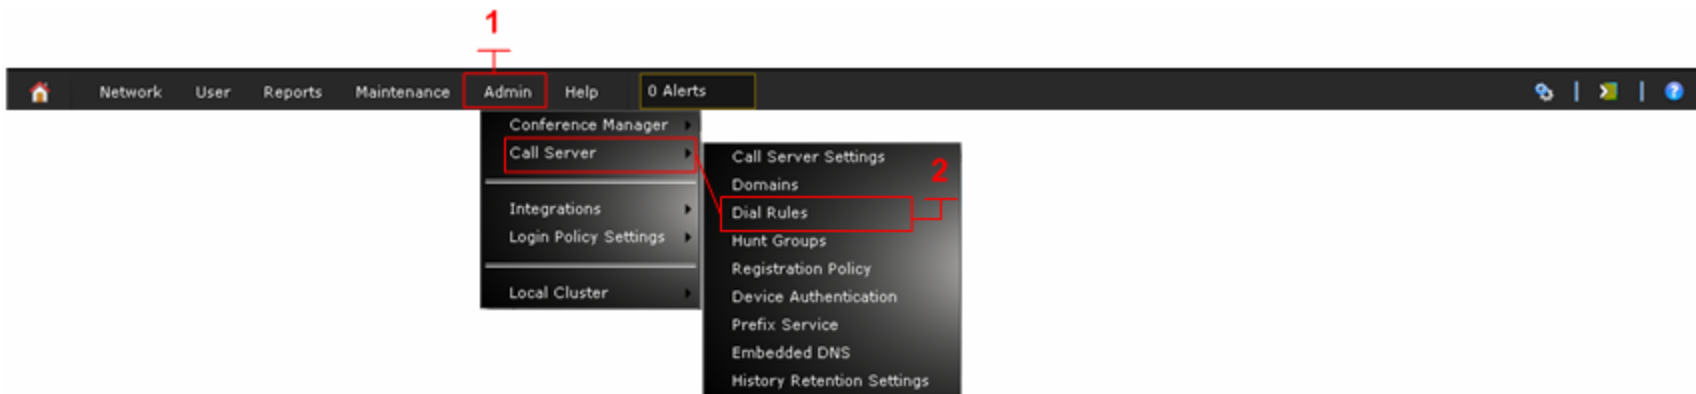 1
Network User Reports Maintenance Admin Help 0 Alerts
Conference Manager
Call Server
Integrations
Login Policy Settings
Local Cluster
2
Call Server Settings
Domains
Dial Rules
Hunt Groups
Registration Policy
Device Authentication
Prefix Service
Embedded DNS
History Retention Settings